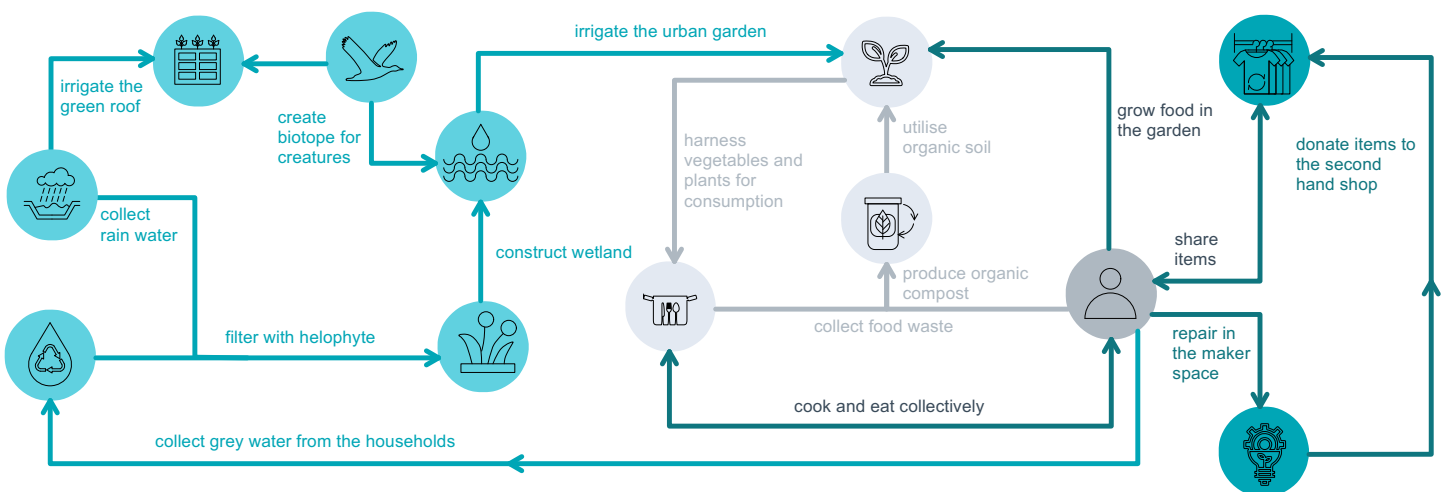 irrigate the urban garden
irrigate the
green roof
create
biotope for
creatures
harness
vegetables and
plants for
consumption
utilise
organic soil
grow food in
the garden
donate items to
the second
hand shop
collect
rain water
construct wetland
share
items
produce organic
compost
collect food waste
filter with helophyte
repair in
the maker
space
cook and eat collectively
collect grey water from the households